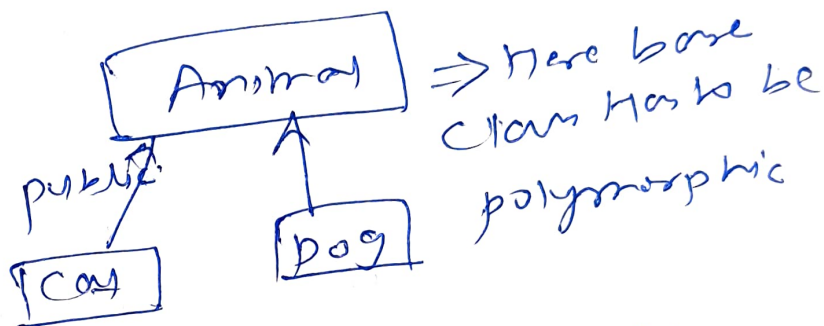 Animal
⇒ Here base
class Has to be
polymorphic
public
Cat
Dog